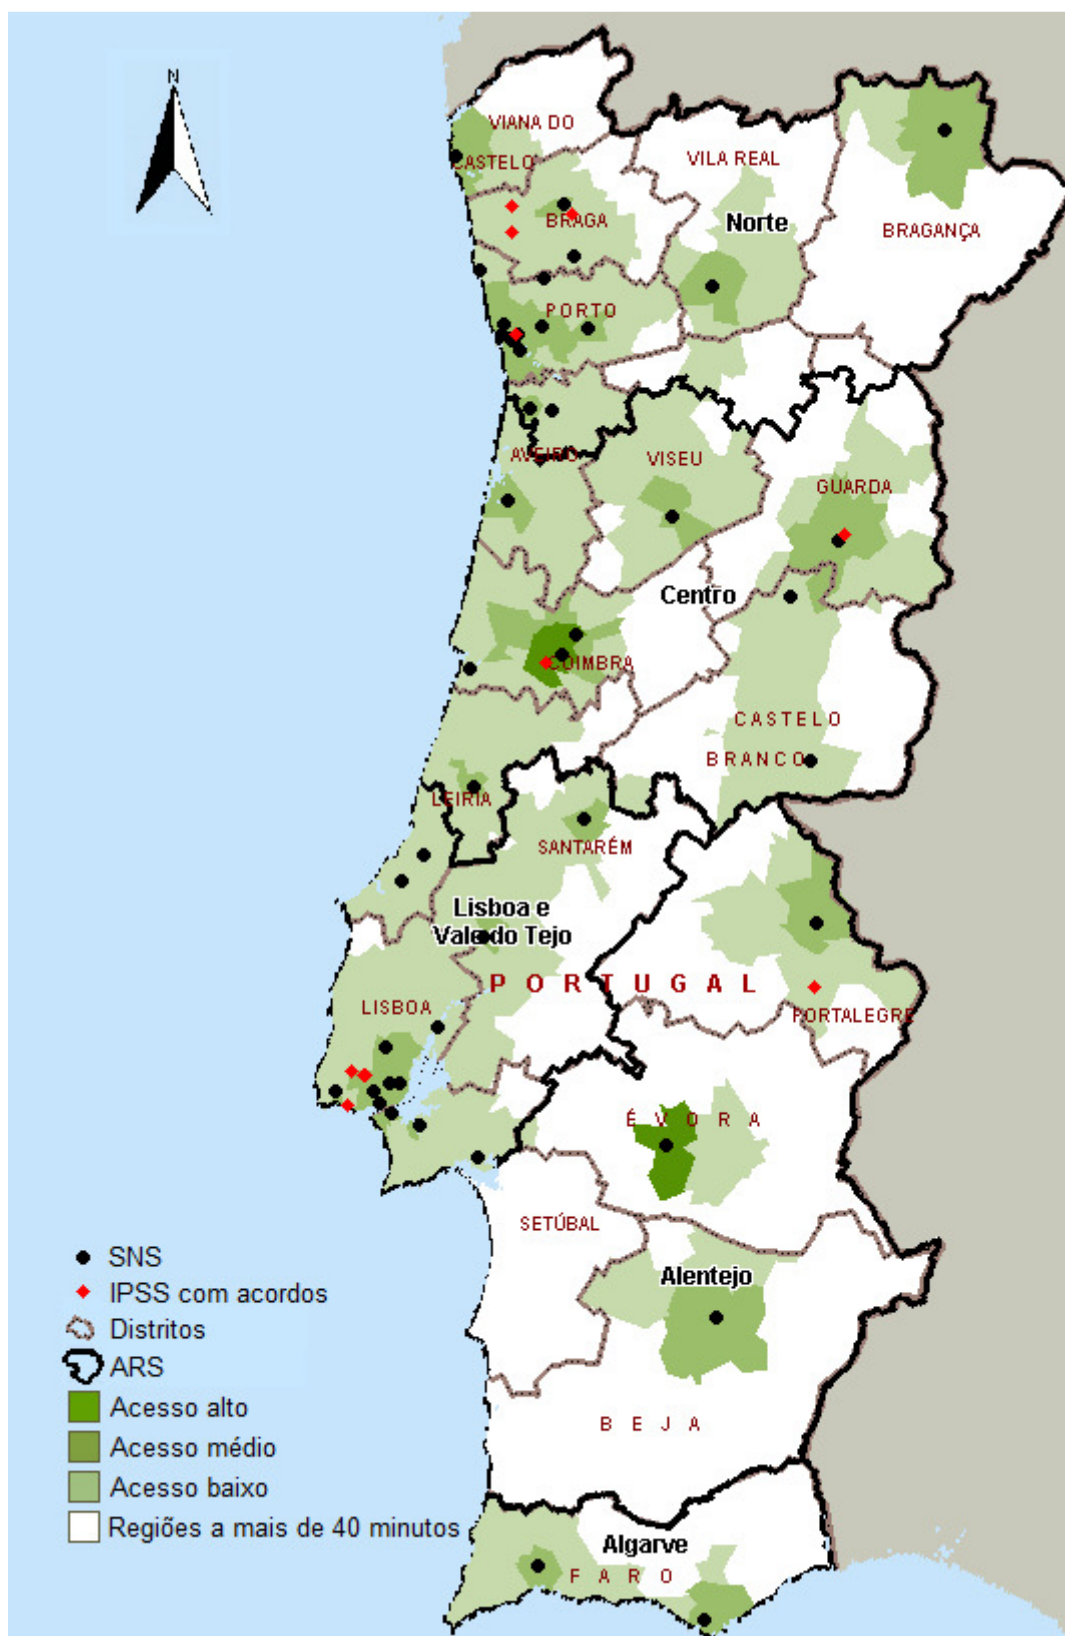 N
VIANA DO
CASTELO
VILA REAL
BRAGA
Norte
BRAGANÇA
PORTO
AVEIRO
VISEU
GUARDA
Centro
COIMBRA
CASTELO
BRANCO
LEIRIA
SANTARÉM
Lisboa e
Vale do Tejo
PORTUGAL
LISBOA
PORTALEGRE
ÉVORA
SETÚBAL
Alentejo
BEJA
Algarve
FARO
SNS
IPSS com acordos
Distritos
ARS
Acesso alto
Acesso médio
Acesso baixo
Regiões a mais de 40 minutos